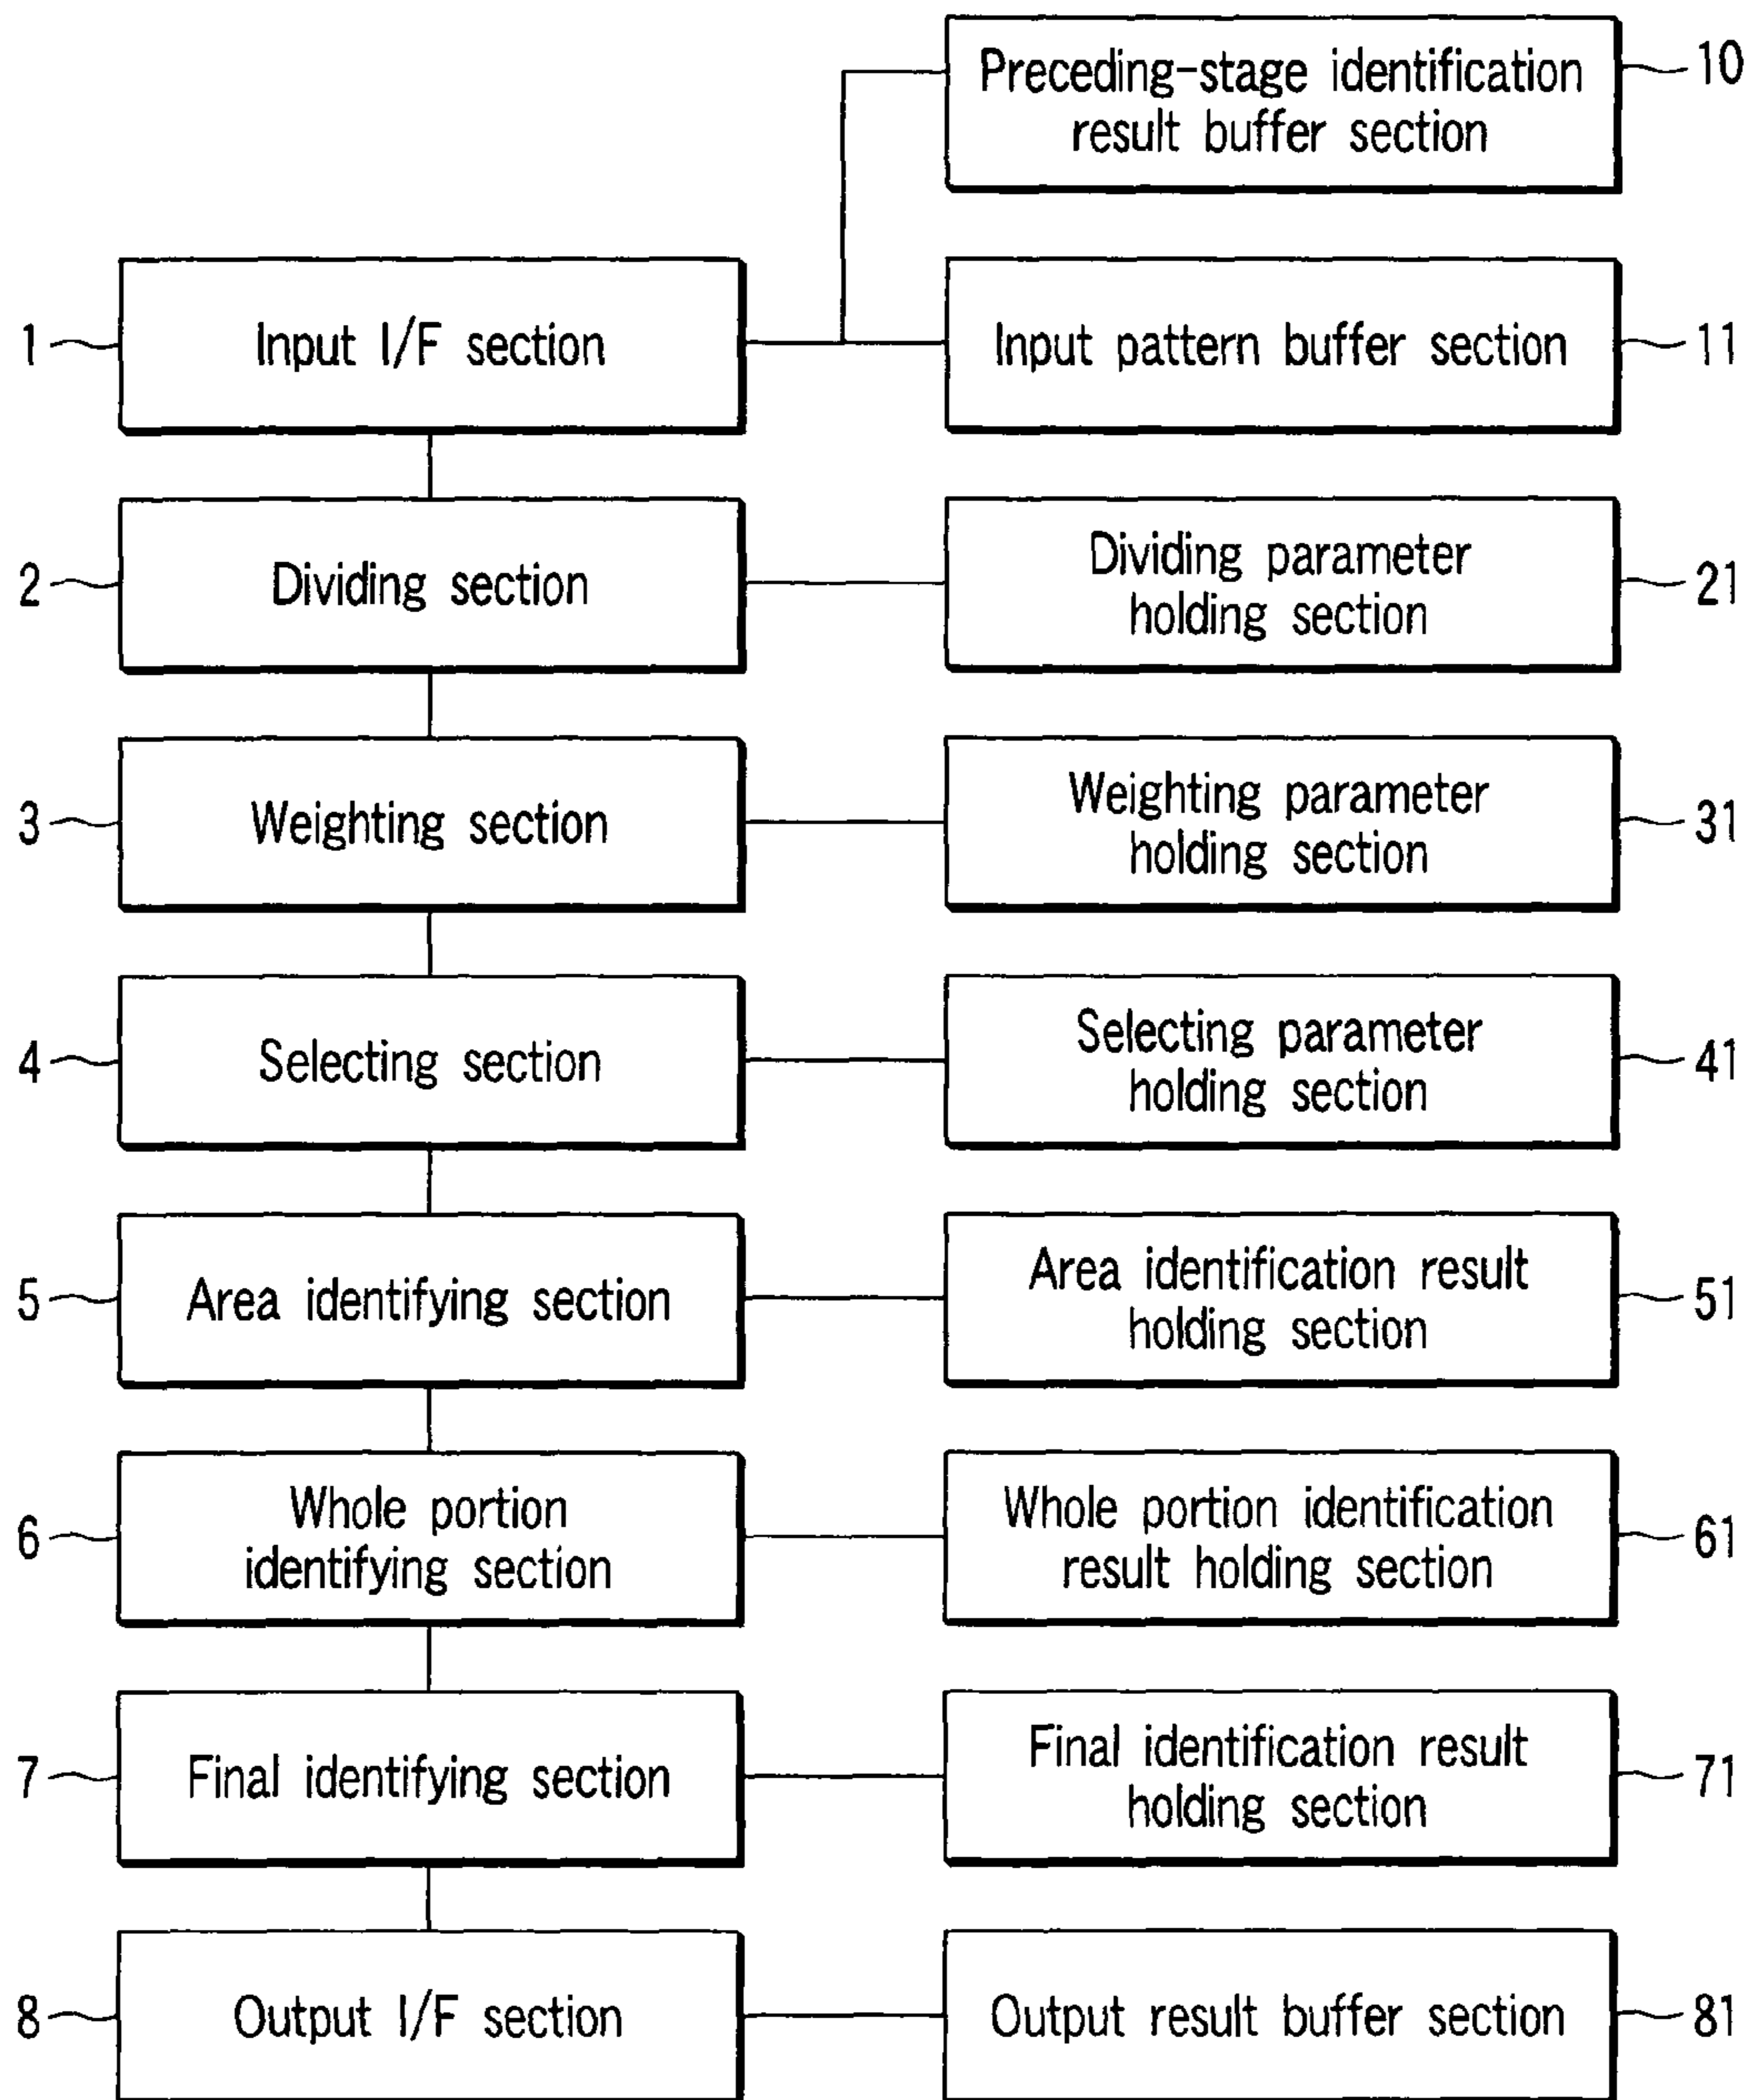 Preceding-stage identification
result buffer section
10
1
Input I/F section
Input pattern buffer section
11
2
Dividing section
Dividing parameter
holding section
21
3
Weighting section
Weighting parameter
holding section
31
4
Selecting section
Selecting parameter
holding section
41
5
Area identifying section
Area identification result
holding section
51
6
Whole portion
identifying section
Whole portion identification
result holding section
61
7
Final identifying section
Final identification result
holding section
71
8
Output I/F section
Output result buffer section
81